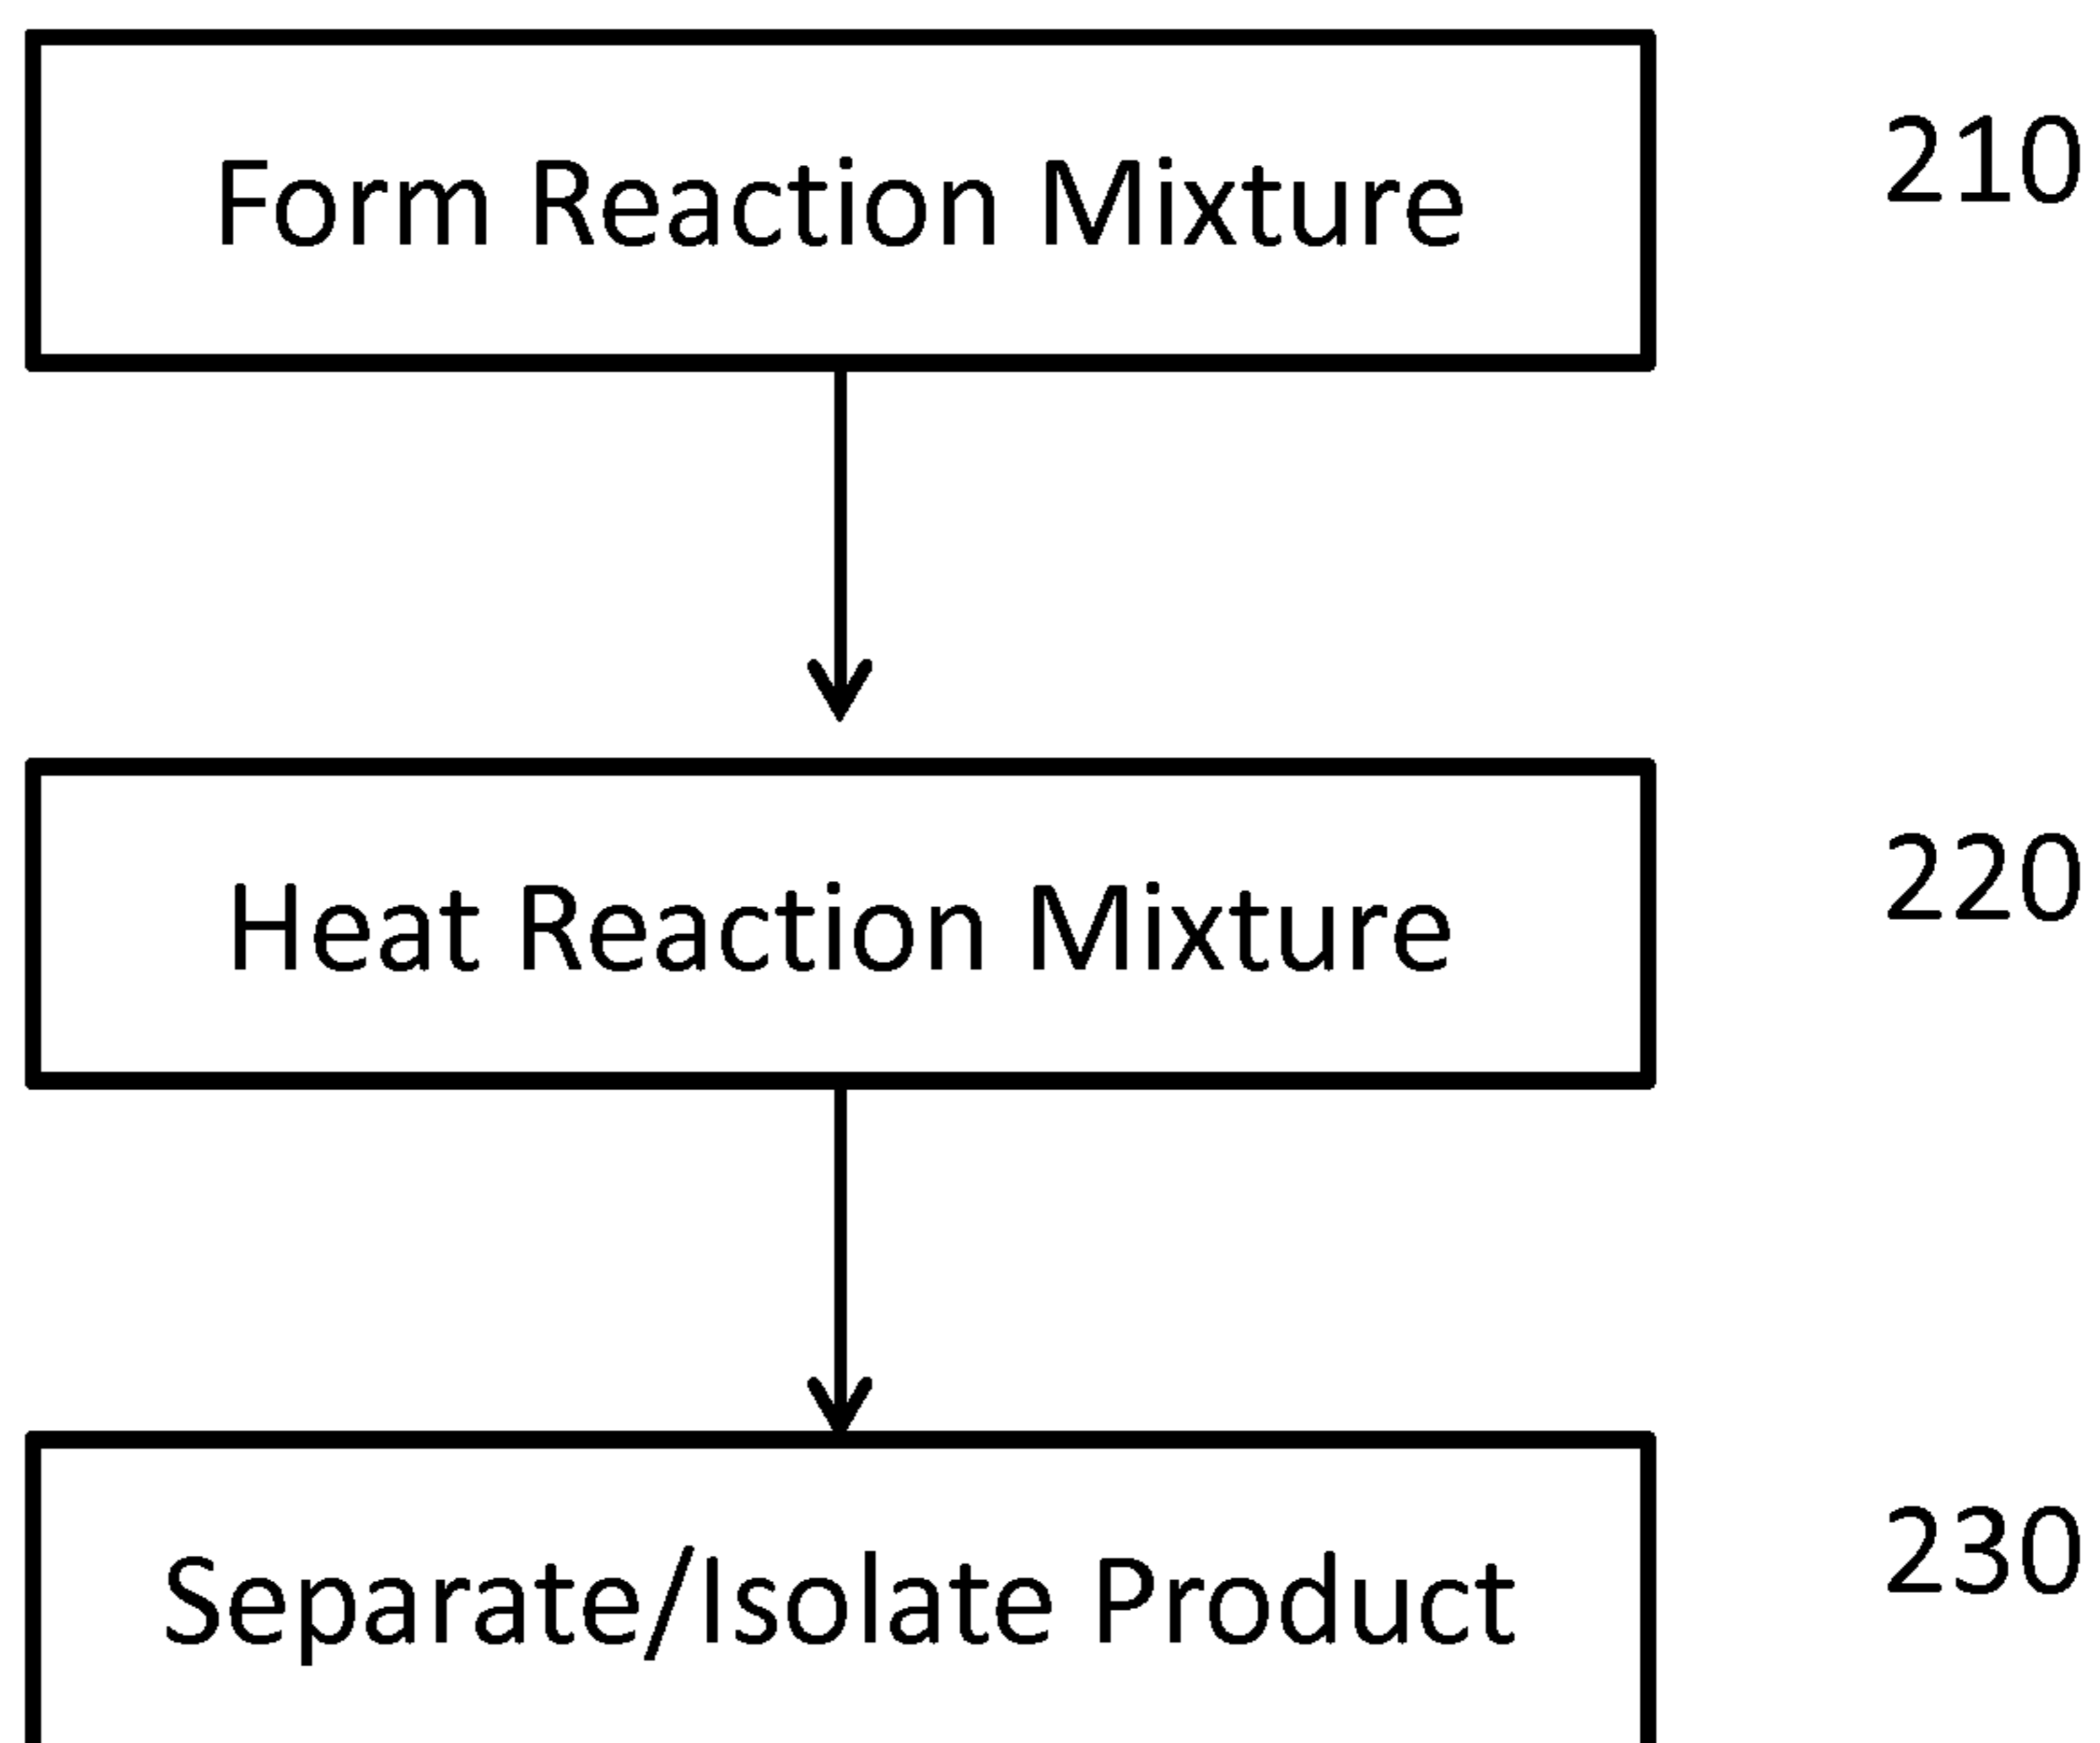 Form Reaction Mixture
210
Heat Reaction Mixture
220
Separate/Isolate Product
230